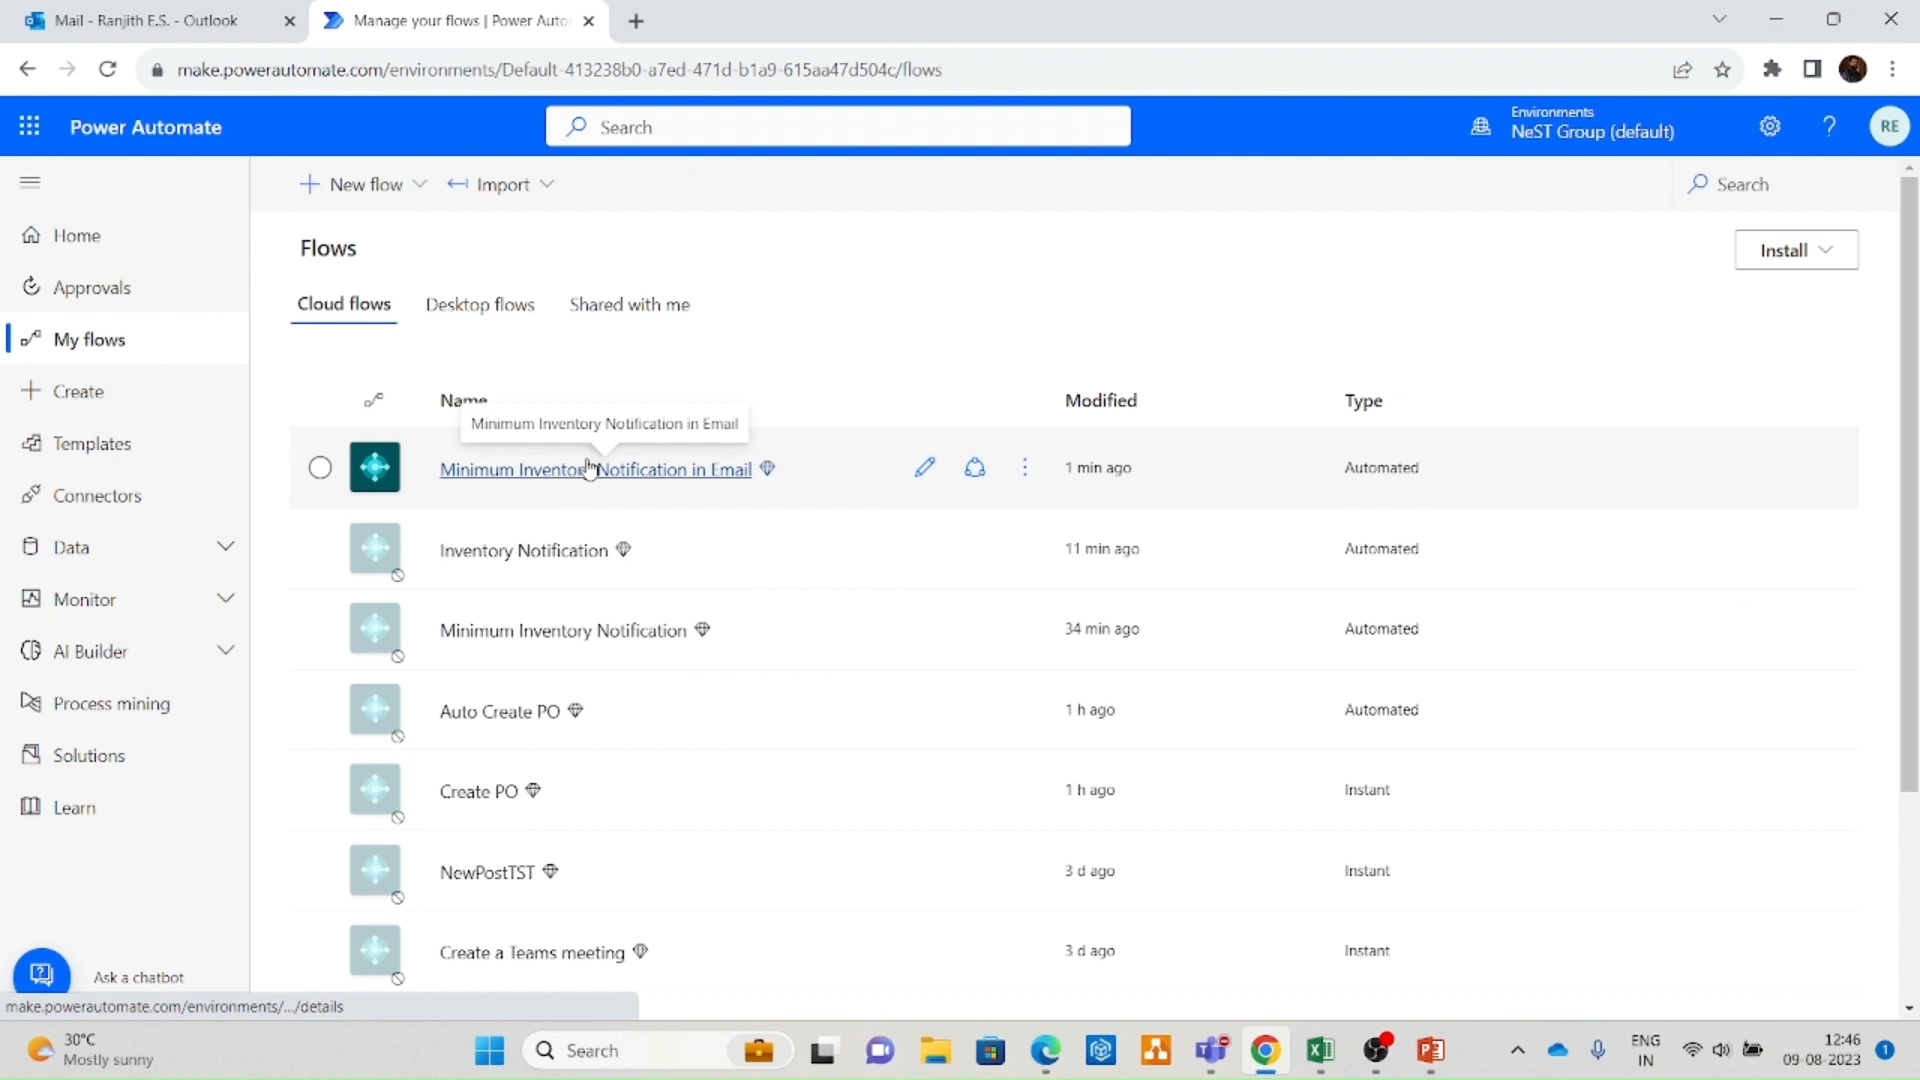 Mail - Ranjith E.S. - Outlook
Manage your flows | Power Auto
make.powerautomate.com/environments/Default-413238b0-a7ed-471d-b1a9-615aa47d504c/flows
Power Automate
Search
Environments
NeST Group (default)
RE
New flow
Import
Search
Home
Approvals
My flows
Create
Templates
Connectors
Data
Monitor
AI Builder
Process mining
Solutions
Learn
Ask a chatbot
Flows
Install
Cloud flows
Desktop flows
Shared with me
Name
Modified
Type
Minimum Inventory Notification in Email
Minimum Inventory Notification in Email
1 min ago
Automated
Inventory Notification
11 min ago
Automated
Minimum Inventory Notification
34 min ago
Automated
Auto Create PO
1 h ago
Automated
Create PO
1 h ago
Instant
NewPostTST
3 d ago
Instant
Create a Teams meeting
3 d ago
Instant
make.powerautomate.com/environments/.../details
30°C
Mostly sunny
Search
ENG
IN
12:46
09-08-2023
1